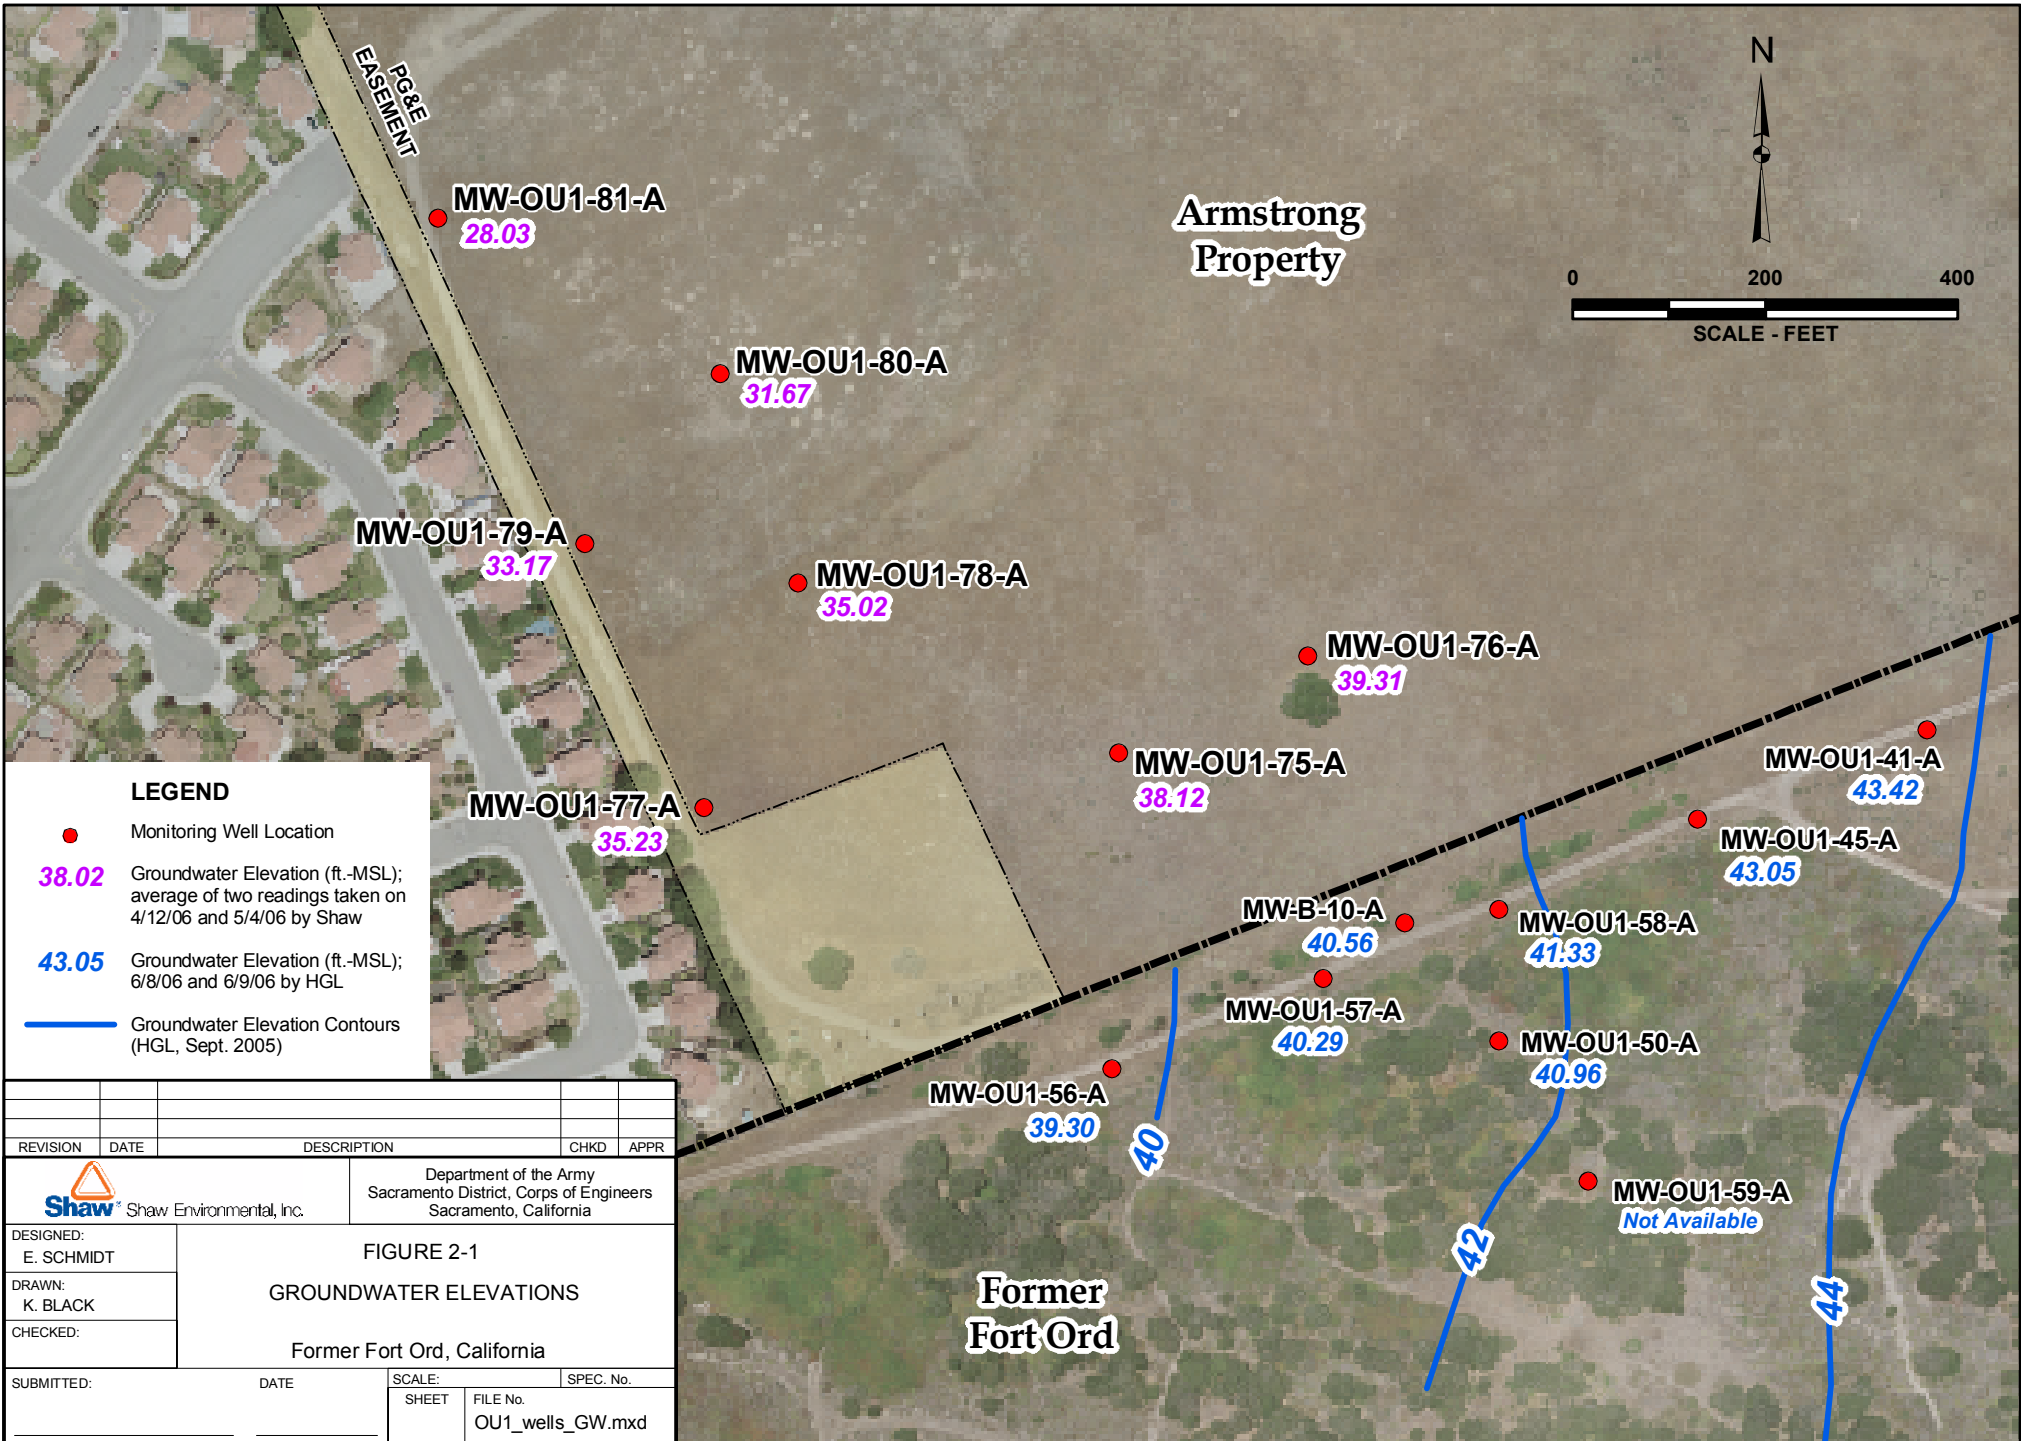 PG&E
EASEMENT
N
MW-OU1-81-A
28.03
Armstrong
Property
0 200 400
SCALE - FEET
MW-OU1-80-A
31.67
MW-OU1-79-A
33.17
MW-OU1-78-A
35.02
MW-OU1-76-A
39.31
MW-OU1-75-A
38.12
MW-OU1-41-A
43.42
MW-OU1-77-A
35.23
MW-OU1-45-A
43.05
MW-B-10-A
40.56
MW-OU1-58-A
41.33
MW-OU1-57-A
40.29
MW-OU1-50-A
40.96
MW-OU1-56-A
39.30
40
MW-OU1-59-A
Not Available
42
44
Former
Fort Ord
LEGEND
Monitoring Well Location
38.02 Groundwater Elevation (ft.-MSL);
average of two readings taken on
4/12/06 and 5/4/06 by Shaw
43.05 Groundwater Elevation (ft.-MSL);
6/8/06 and 6/9/06 by HGL
Groundwater Elevation Contours
(HGL, Sept. 2005)
REVISION DATE DESCRIPTION CHKD APPR
Shaw® Shaw Environmental, Inc.
Department of the Army
Sacramento District, Corps of Engineers
Sacramento, California
DESIGNED:
E. SCHMIDT
DRAWN:
K. BLACK
CHECKED:
FIGURE 2-1
GROUNDWATER ELEVATIONS
Former Fort Ord, California
SUBMITTED: DATE
SCALE: SPEC. No.
SHEET FILE No.
OU1_wells_GW.mxd